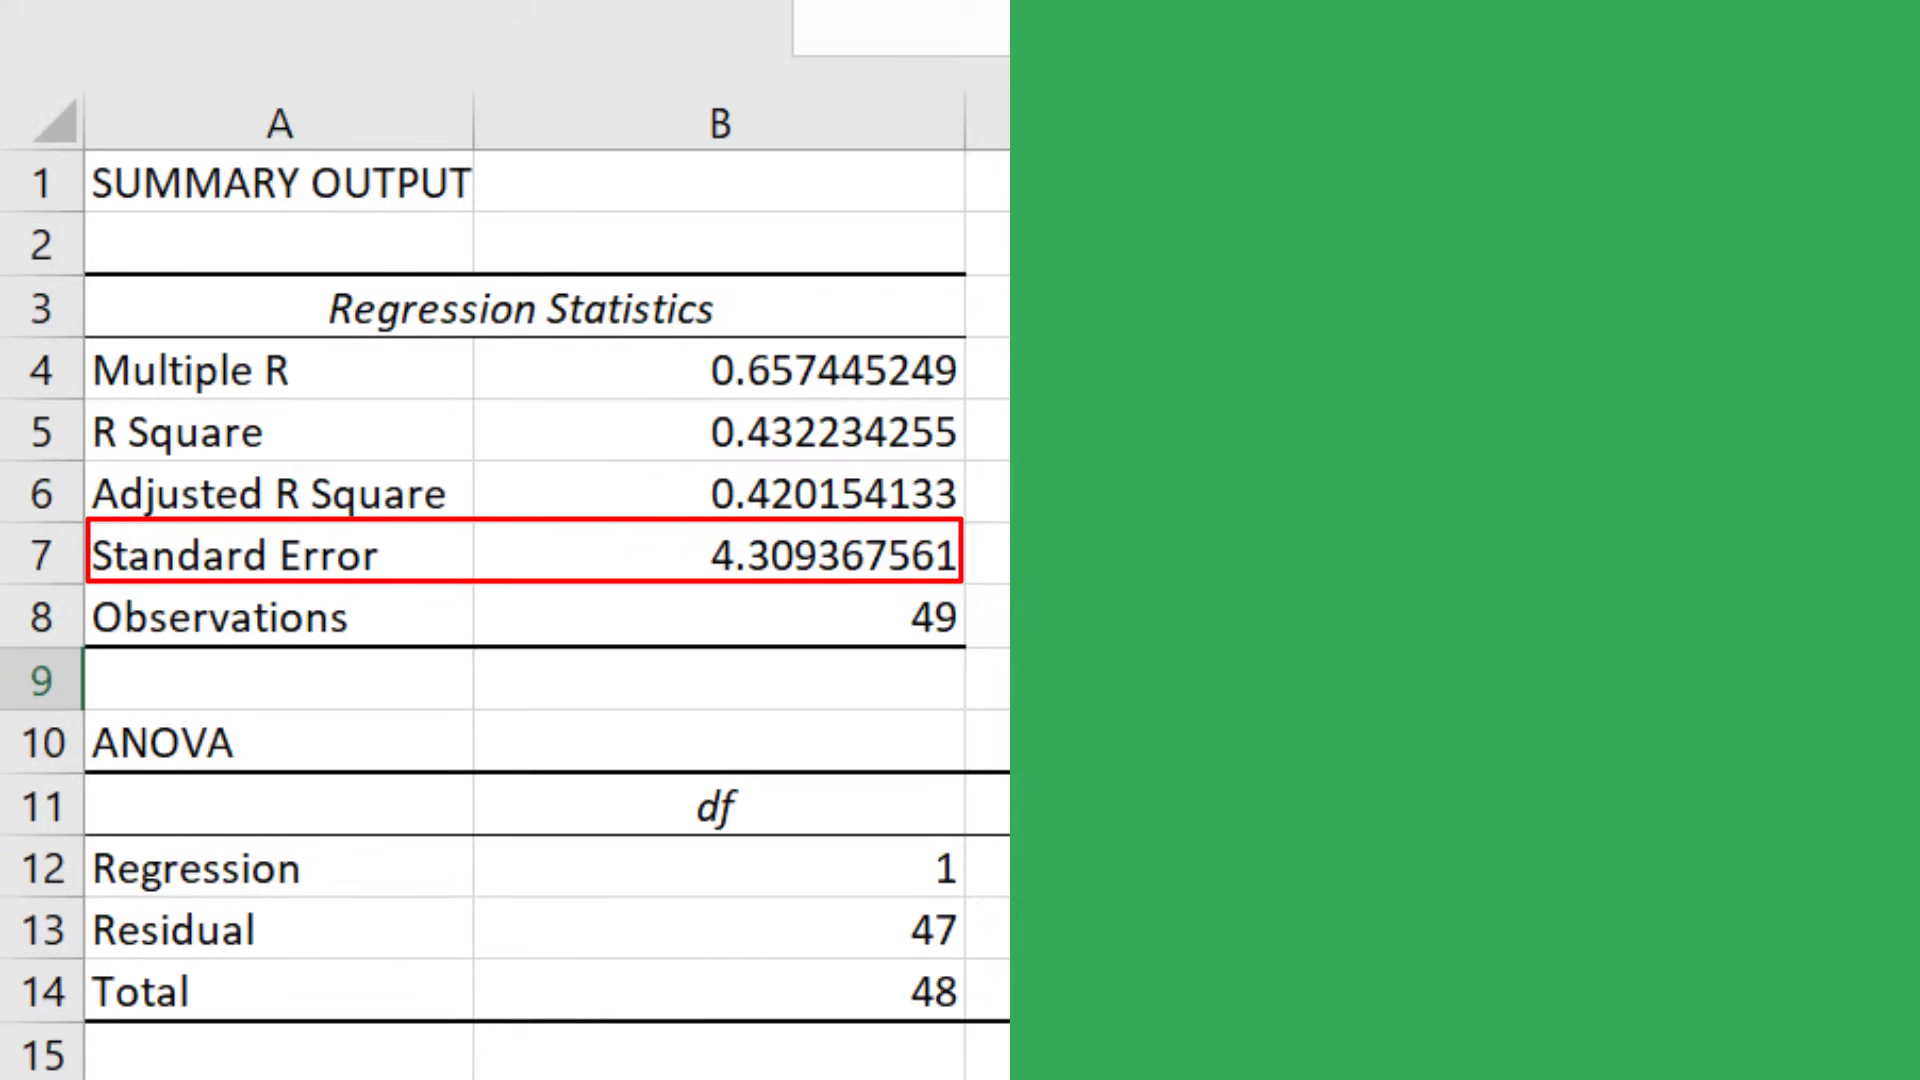 A B
1 SUMMARY OUTPUT
2
3 Regression Statistics
4 Multiple R 0.657445249
5 R Square 0.432234255
6 Adjusted R Square 0.420154133
7 Standard Error 4.309367561
8 Observations 49
9
10 ANOVA
11 df
12 Regression 1
13 Residual 47
14 Total 48
15